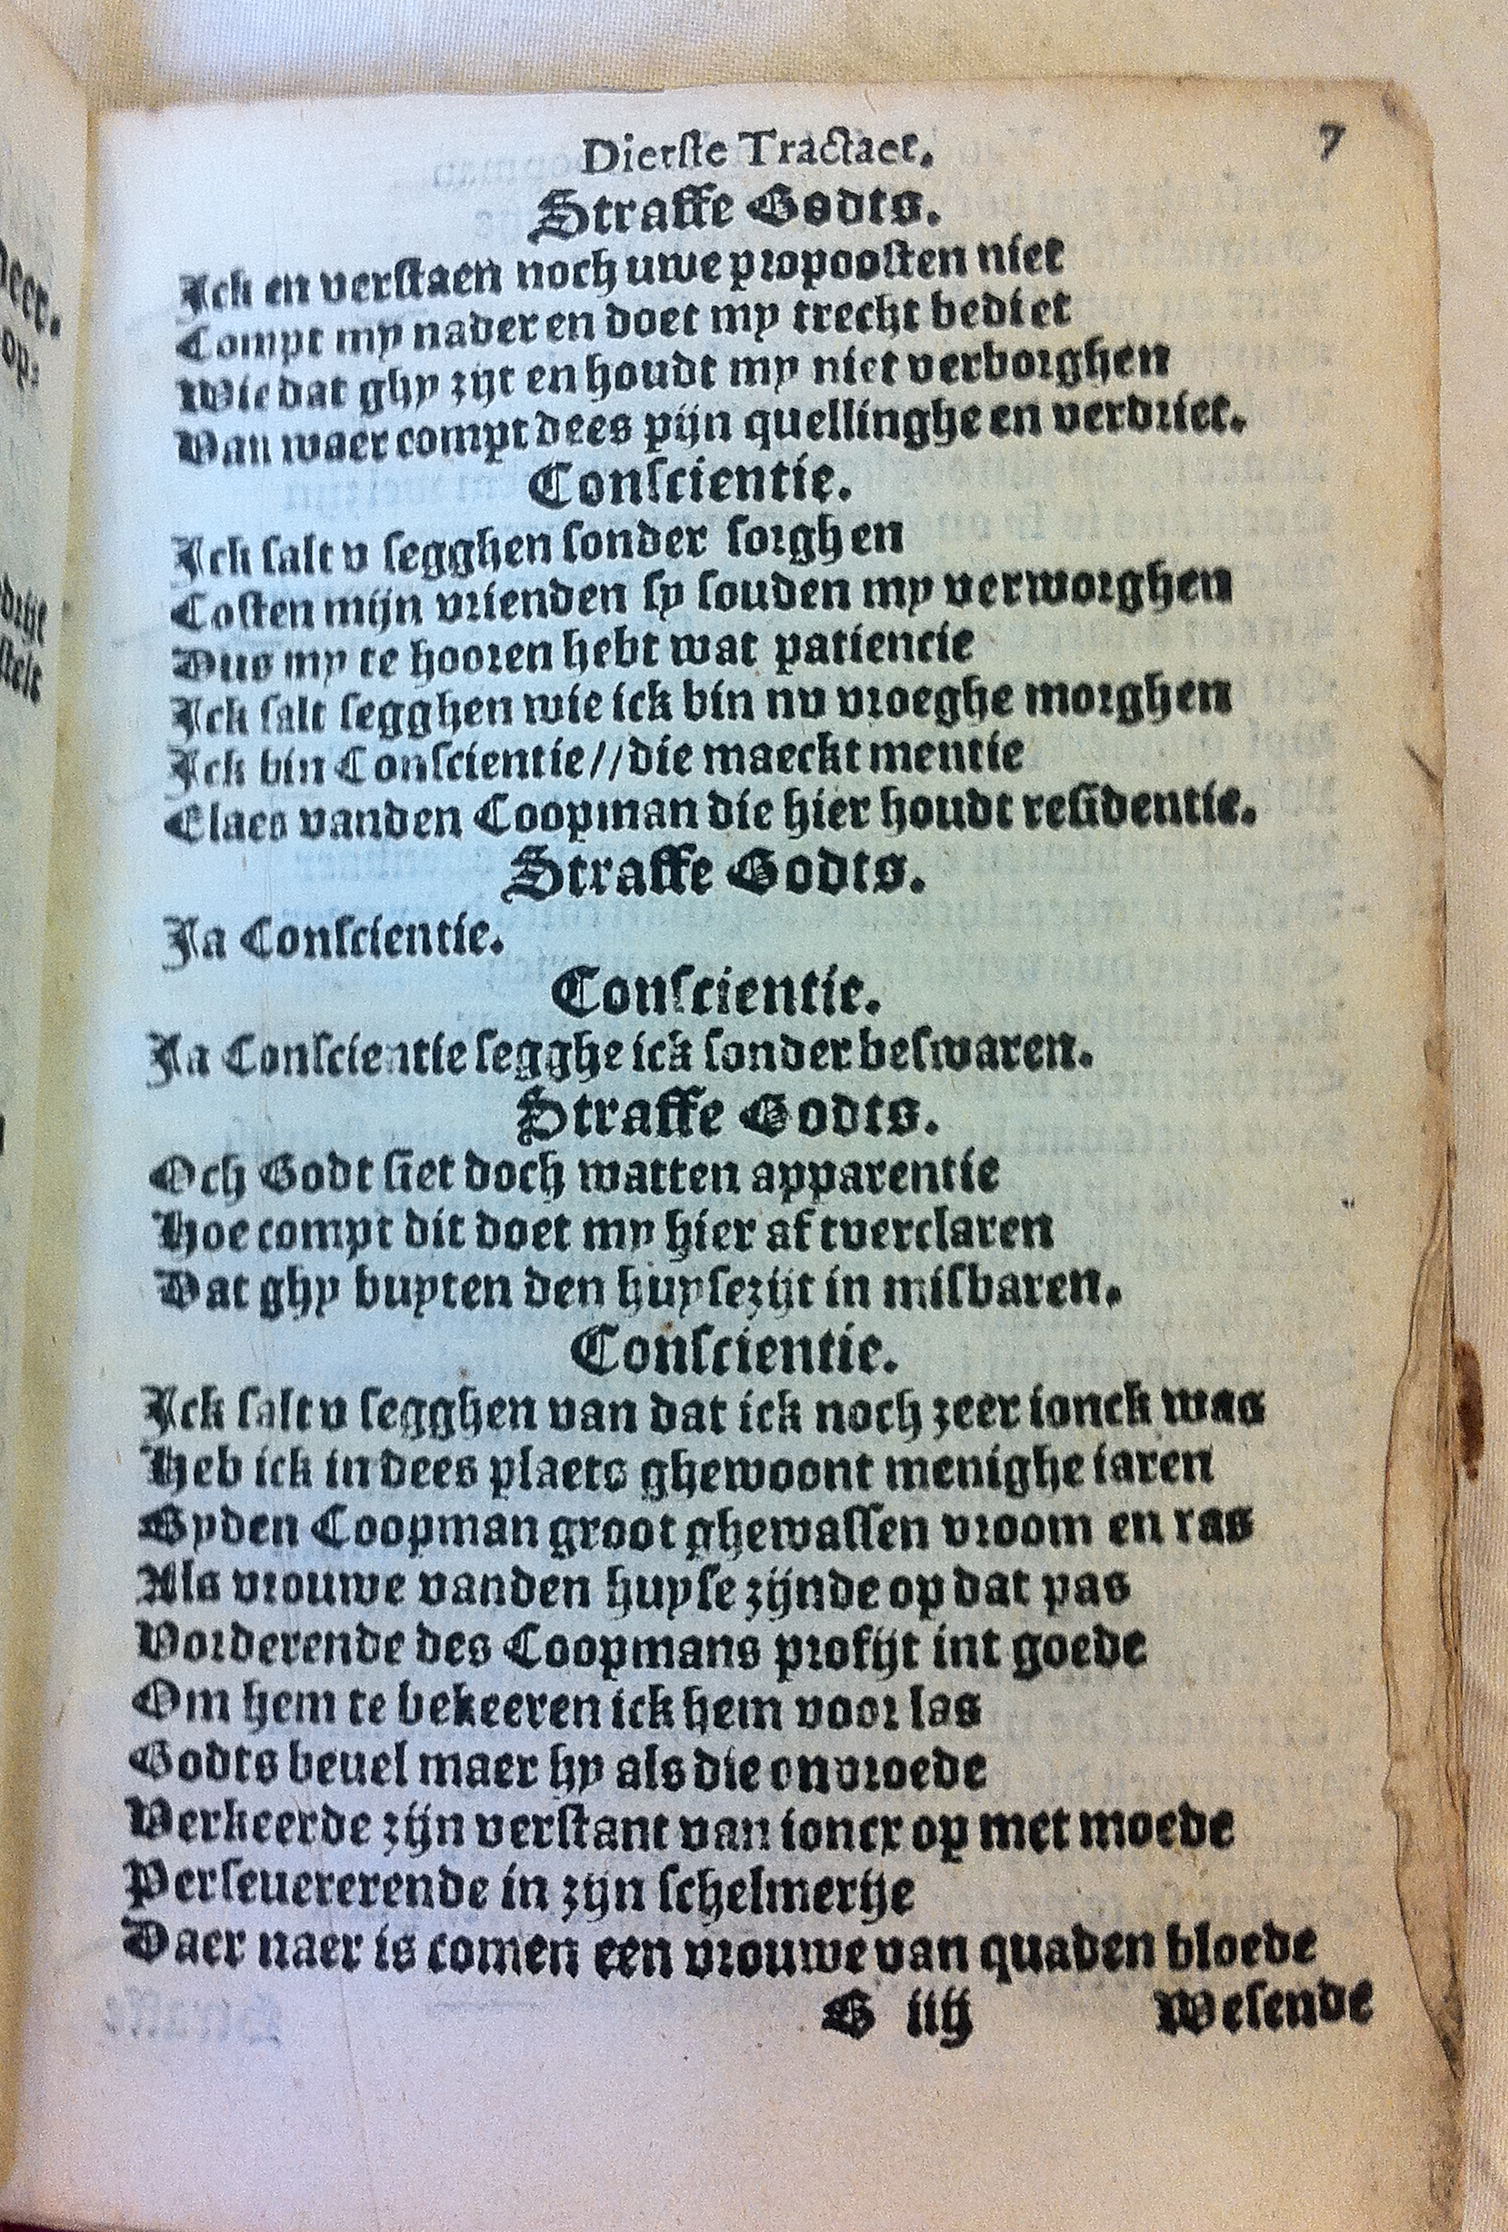 Dierste Tractaet. 7
Straffe Godts.
Ick en verstaen noch uwe propoosten niet
Compt my nader en doet my trecht bediet
Wie dat ghy zijt en houdt my niet verborghen
Van waer compt dees pijn quellinghe en verdriet.
Conscientie.
Ick salt v segghen sonder sorghen
Costen mijn vrienden sy souden my verworghen
Dus my te hooren hebt wat patientie
Ick salt segghen wie ick bin nv vroeghe morghen
Ick bin Conscientie//die maeckt mentie
Claes vanden Coopman die hier houdt residentie.
Straffe Godts.
Ja Conscientie.
Conscientie.
Ja Conscientie segghe ick sonder beswaren.
Straffe Godts.
Och Godt siet doch watten apparentie
Hoe compt dit doet my hier af tverclaren
Dat ghy buyten den huyse zijt in misbaren.
Conscientie.
Ick salt v segghen van dat ick noch zeer ionck was
Heb ick in dees plaets ghewoont menighe iaren
Byden Coopman groot ghewassen vroom en ras
Als vrouwe vanden huyse zijnde op dat pas
Vorderende des Coopmans profijt int goede
Om hem te bekeeren ick hem voor las
Godts beuel maer hy als die onvroede
Verkeerde zijn verstant van ioncx op met moede
Perseuererende in zijn schelmerije
Daer naer is comen een vrouwe van quaden bloede
B iij Wesende